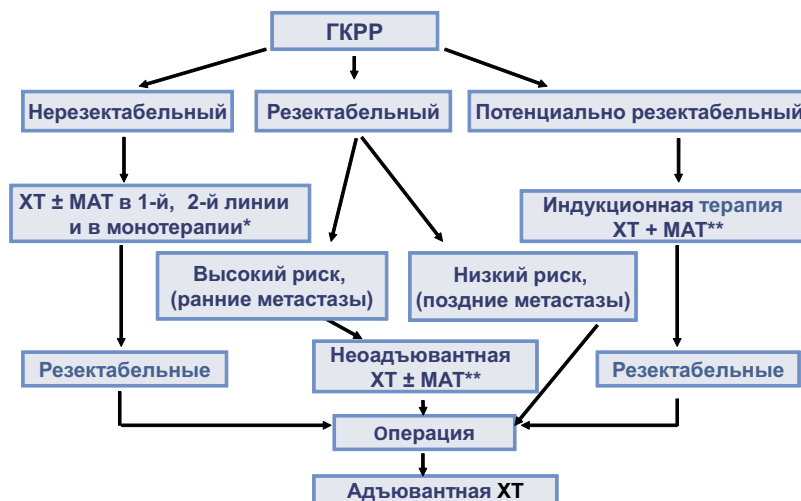 ГКРР
Нерезектабельный
Резектабельный
Потенциально резектабельный
ХТ ± МАТ в 1-й, 2-й линии
и в монотерапии*
Индукционная терапия
ХТ + МАТ**
Высокий риск,
(ранние метастазы)
Низкий риск,
(поздние метастазы)
Неоадъювантная
ХТ ± МАТ**
Резектабельные
Резектабельные
Операция
Адъювантная ХТ